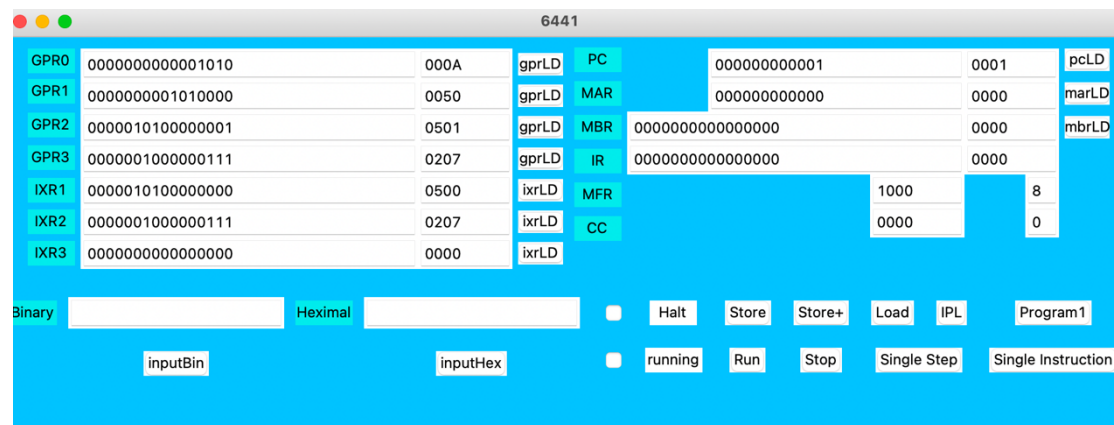 6441
GPR0 0000000000001010 000A gprLD PC 000000000001 0001 pcLD
GPR1 0000000001010000 0050 gprLD MAR 000000000000 0000 marLD
GPR2 0000010100000001 0501 gprLD MBR 0000000000000000 0000 mbrLD
GPR3 0000001000000111 0207 gprLD IR 0000000000000000 0000
IXR1 0000010100000000 0500 ixrLD MFR 1000 8
IXR2 0000001000000111 0207 ixrLD CC 0000 0
IXR3 0000000000000000 0000 ixrLD
Binary Heximal Halt Store Store+ Load IPL Program1
inputBin inputHex running Run Stop Single Step Single Instruction